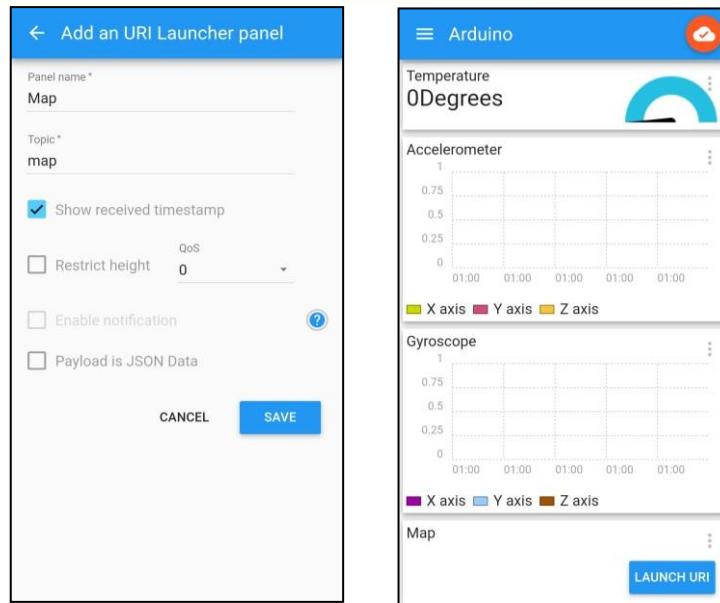 Add an URI Launcher panel
Panel name *
Map
Topic *
map
Show received timestamp
Restrict height
QoS
0
Enable notification
?
Payload is JSON Data
CANCEL
SAVE
Arduino
Temperature
0Degrees
Accelerometer
1
0.75
0.5
0.25
0
01:00 01:00 01:00 01:00 01:00
X axis Y axis Z axis
Gyroscope
1
0.75
0.5
0.25
0
01:00 01:00 01:00 01:00 01:00
X axis Y axis Z axis
Map
LAUNCH URI